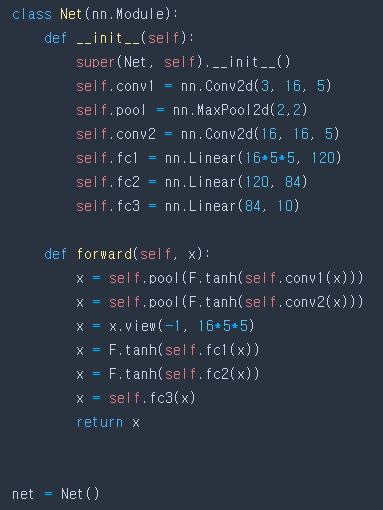 class Net(nn.Module):
    def __init__(self):
        super(Net, self).__init__()
        self.conv1 = nn.Conv2d(3, 16, 5)
        self.pool = nn.MaxPool2d(2,2)
        self.conv2 = nn.Conv2d(16, 16, 5)
        self.fc1 = nn.Linear(16*5*5, 120)
        self.fc2 = nn.Linear(120, 84)
        self.fc3 = nn.Linear(84, 10)

    def forward(self, x):
        x = self.pool(F.tanh(self.conv1(x)))
        x = self.pool(F.tanh(self.conv2(x)))
        x = x.view(-1, 16*5*5)
        x = F.tanh(self.fc1(x))
        x = F.tanh(self.fc2(x))
        x = self.fc3(x)
        return x


net = Net()